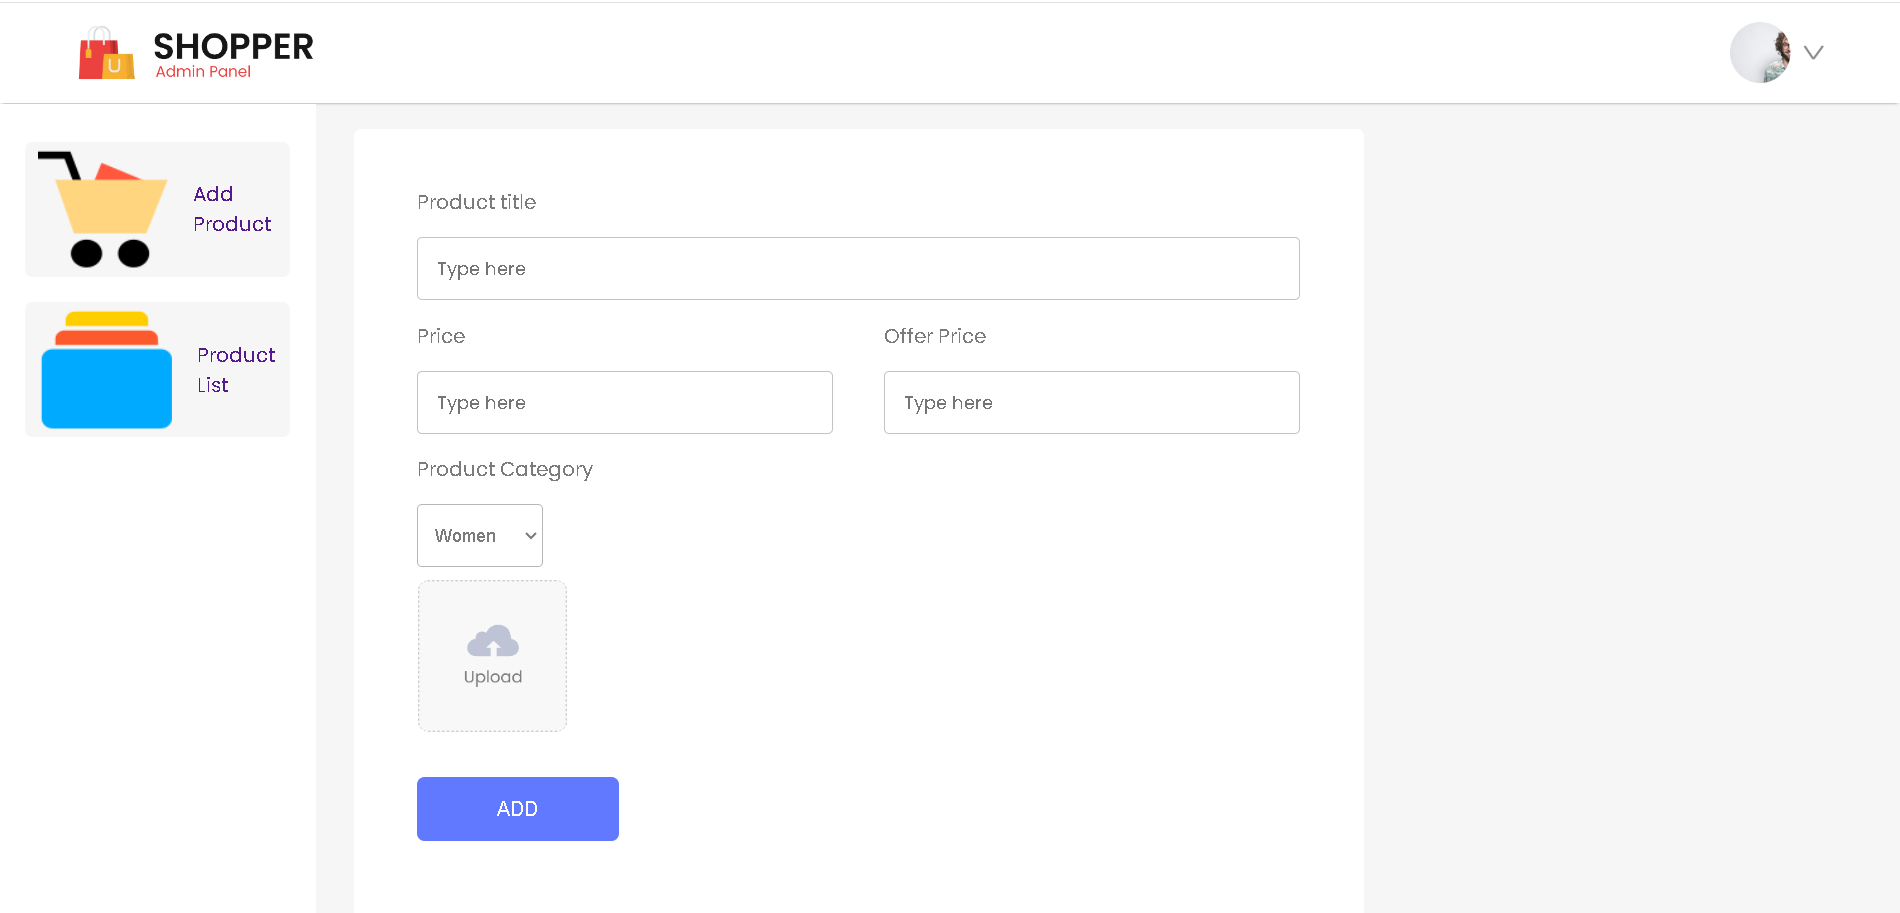 SHOPPER
Admin Panel
U
Add
Product
Product
List
Product title
Type here
Price
Offer Price
Type here
Type here
Product Category
Women
Upload
ADD